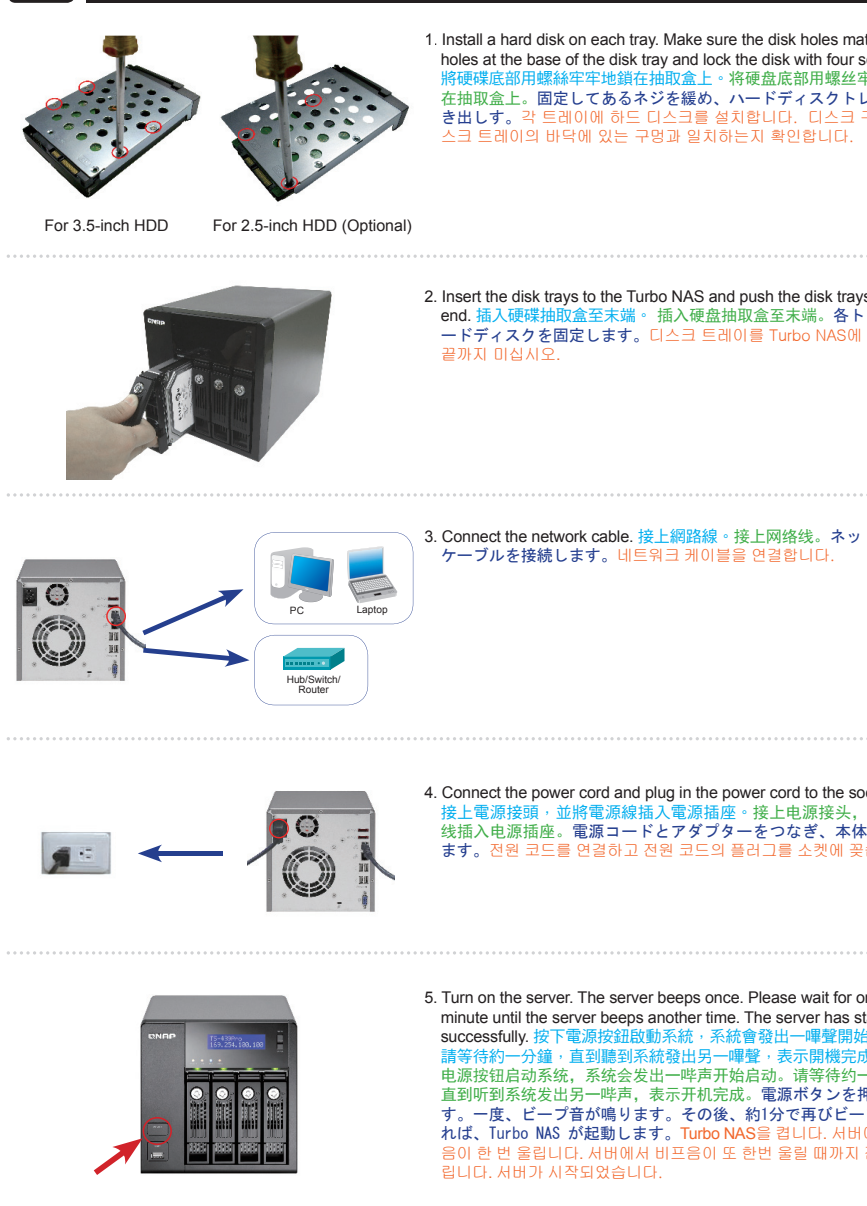 1. Install a hard disk on each tray. Make sure the disk holes
holes at the base of the disk tray and lock the disk with four
將硬碟底部用螺絲牢牢地鎖在抽取盒上。将硬盘底部用螺丝牢
在抽取盒上。固定してあるネジを緩め、ハードディスクトレ
き出しす。각 트레이에 하드 디스크를 설치합니다. 디스크
스크 트레이의 바닥에 있는 구멍과 일치하는지 확인합니다.
For 3.5-inch HDD
For 2.5-inch HDD (Optional)
2. Insert the disk trays to the Turbo NAS and push the disk trays
end. 插入硬碟抽取盒至末端。 插入硬盘抽取盒至末端。各ト
ードディスクを固定します。디스크 트레이를 Turbo NAS에
끝까지 미십시오.
QNAP
3. Connect the network cable. 接上網路線。接上网络线。ネッ
ケーブルを接続します。네트워크 케이블을 연결합니다.
PC
Laptop
Hub/Switch/
Router
4. Connect the power cord and plug in the power cord to the
接上電源接頭，並將電源線插入電源插座。接上电源接头，
线插入电源插座。電源コードとアダプターをつなぎ、本体
ます。전원 코드를 연결하고 전원 코드의 플러그를 소켓에
5. Turn on the server. The server beeps once. Please wait for
minute until the server beeps another time. The server has
successfully. 按下電源按鈕啟動系統，系統會發出一嗶聲開始
請等待約一分鐘，直到聽到系統發出另一嗶聲，表示開機完成
电源按钮启动系统，系统会发出一哔声开始启动。请等待约一
直到听到系统发出另一哔声，表示开机完成。電源ボタンを押
す。一度、ビープ音が鳴ります。その後、約1分で再びビー
れば、Turbo NAS が起動します。Turbo NAS을 켭니다. 서버
음이 한 번 울립니다. 서버에서 비프음이 또 한번 울릴 때까지
립니다. 서버가 시작되었습니다.
QNAP
TS-439Pro
169.254.100.100